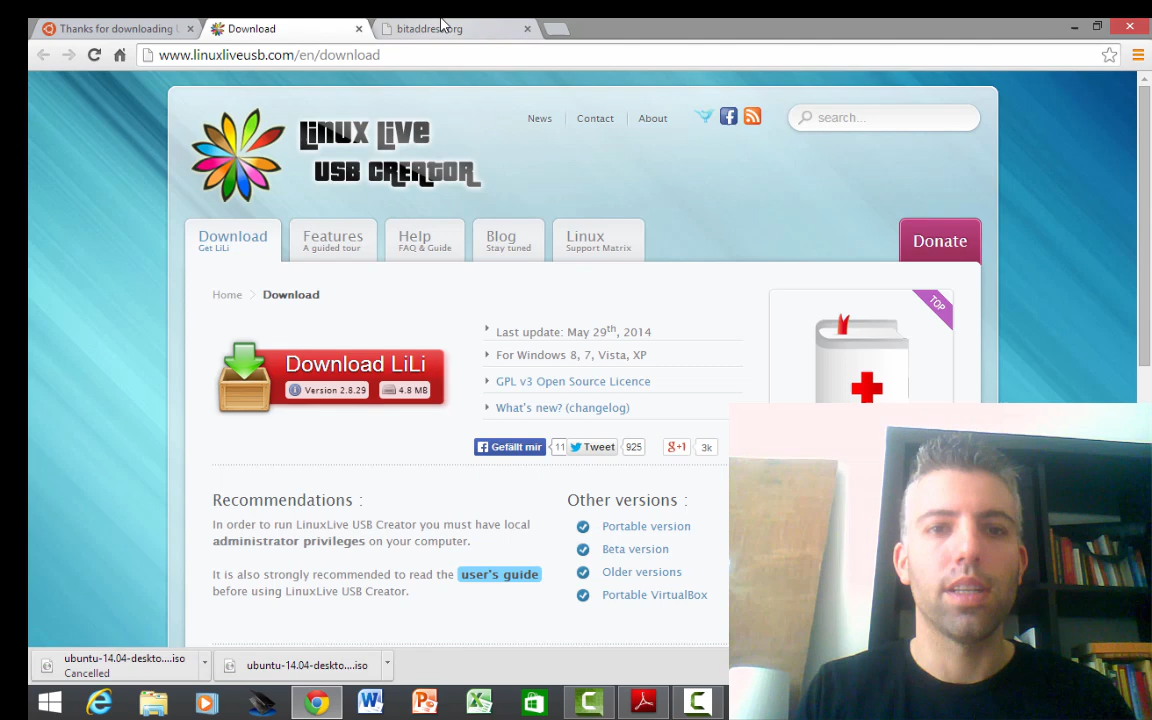 Thanks for downloading U
Download
bitaddress.org
www.linuxliveusb.com/en/download
LiNUX LiVE
USB CREATOR
News
Contact
About
search...
Download
Get LiLi
Features
A guided tour
Help
FAQ & Guide
Blog
Stay tuned
Linux
Support Matrix
Donate
Home
Download
TOP
Download LiLi
Version 2.8.29
4.8 MB
Last update: May 29th, 2014
For Windows 8, 7, Vista, XP
GPL v3 Open Source Licence
What's new? (changelog)
Gefällt mir
11
Tweet
925
g+1
3k
Recommendations :
In order to run LinuxLive USB Creator you must have local
administrator privileges on your computer.
It is also strongly recommended to read the user's guide
before using LinuxLive USB Creator.
Other versions :
Portable version
Beta version
Older versions
Portable VirtualBox
ubuntu-14.04-deskto....iso
Cancelled
ubuntu-14.04-deskto....iso